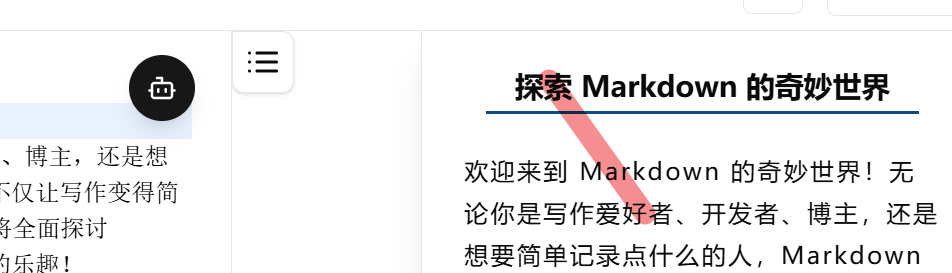 、博主，还是想
不仅让写作变得简
将全面探讨
的乐趣！
探索 Markdown 的奇妙世界
欢迎来到 Markdown 的奇妙世界！无
论你是写作爱好者、开发者、博主，还是
想要简单记录点什么的人，Markdown